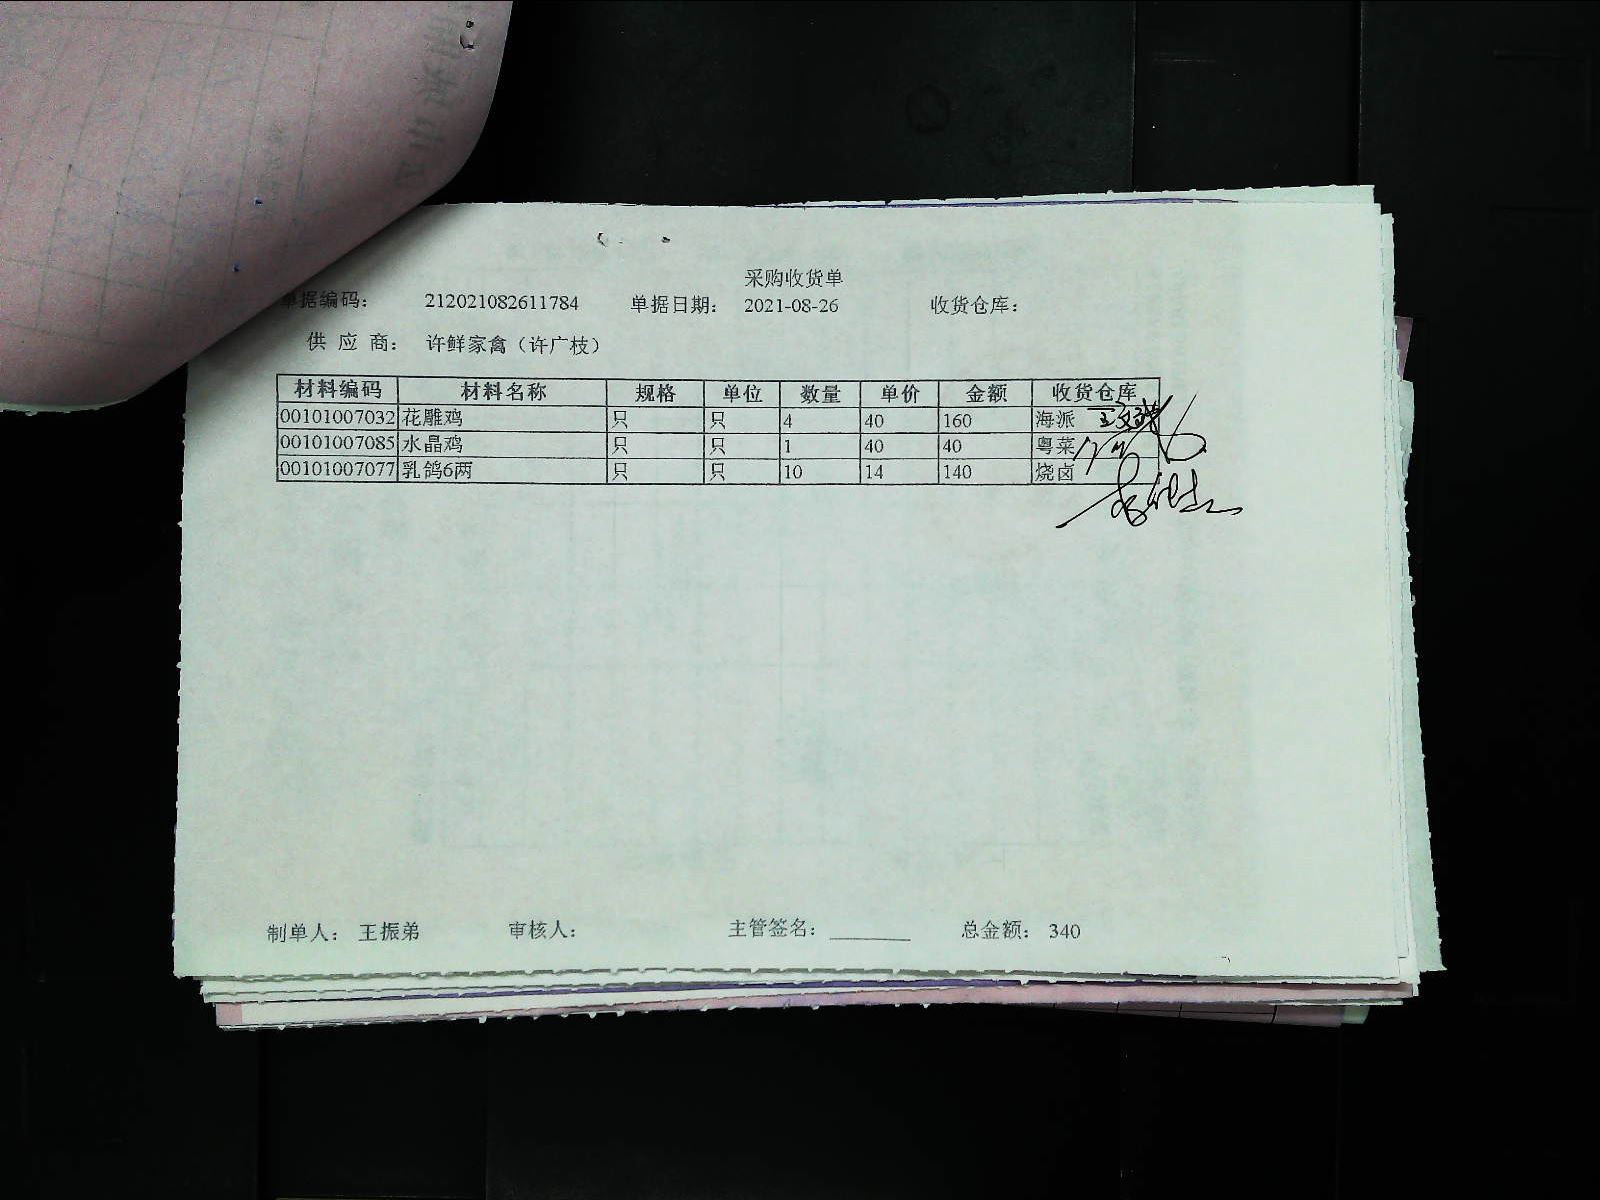 采购收货单
单据编码： 212021082611784 单据日期： 2021-08-26 收货仓库：
供 应 商： 许鲜家禽（许广枝）
材料编码 材料名称 规格 单位 数量 单价 金额 收货仓库
00101007032 花雕鸡 只 只 4 40 160 海派
00101007085 水晶鸡 只 只 1 40 40 粤菜
00101007077 乳鸽6两 只 只 10 14 140 烧卤
制单人： 王振弟 审核人： 主管签名： ________ 总金额： 340